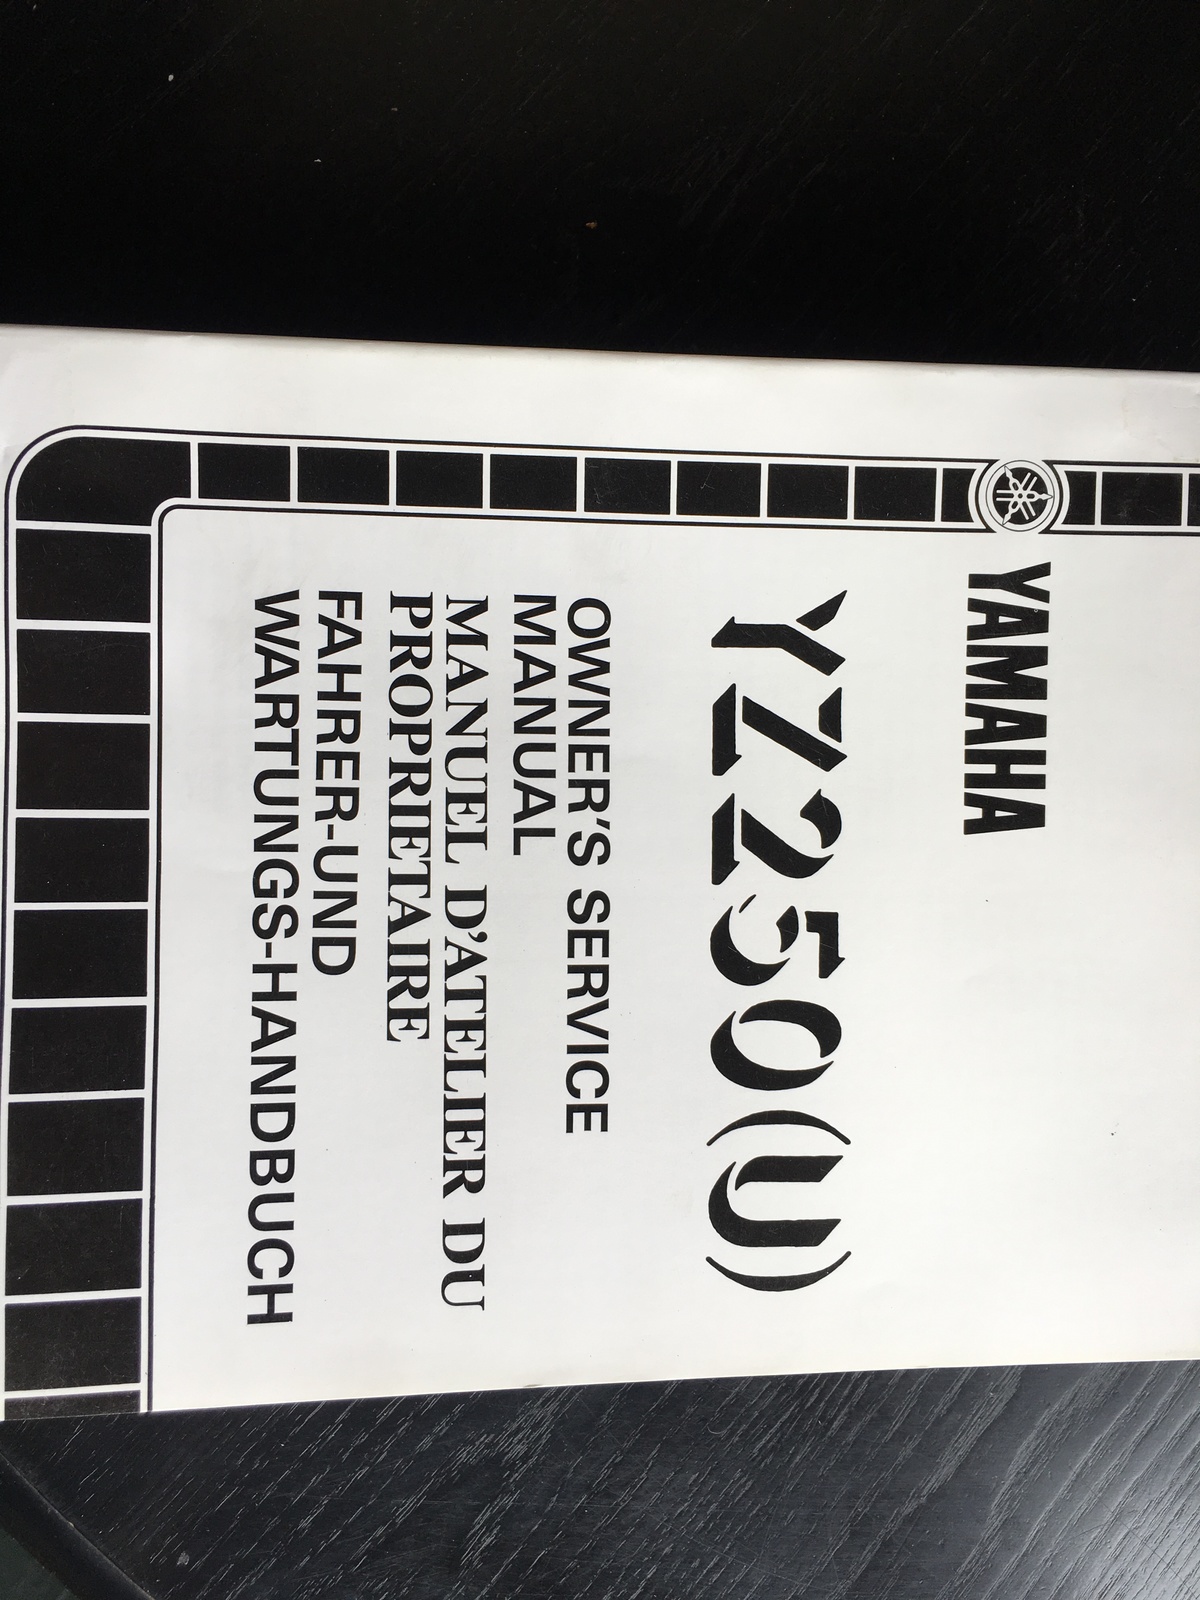 YAMAHA
YZ250(U)
OWNER'S SERVICE
MANUAL
MANUEL D'ATELIER DU
PROPRIETAIRE
FAHRER-UND
WARTUNGS-HANDBUCH